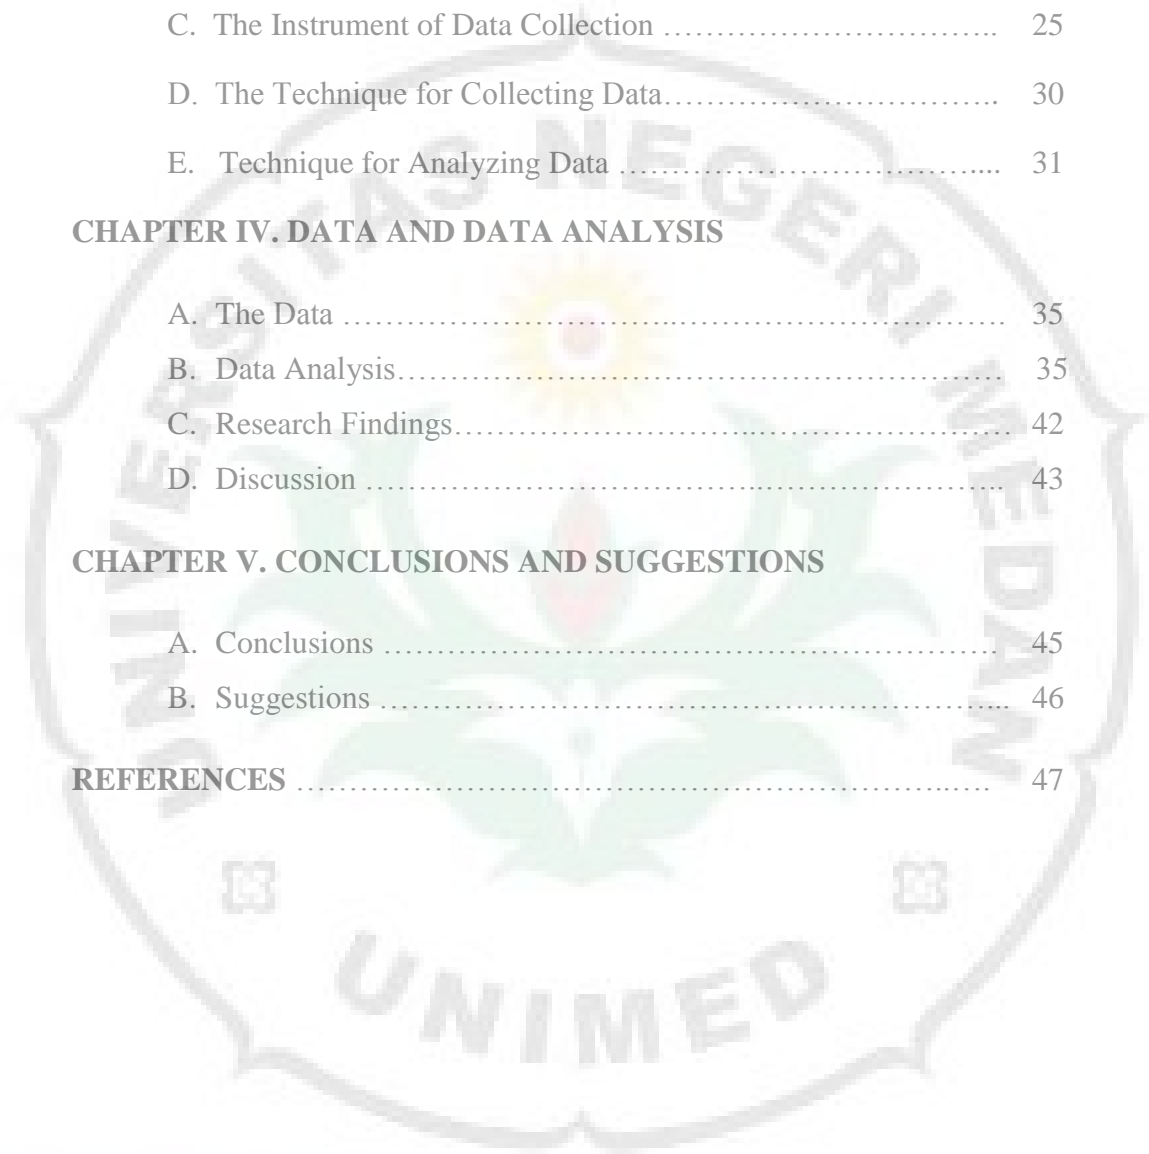 C. The Instrument of Data Collection ………………………….. 25
D. The Technique for Collecting Data………………………….. 30
E. Technique for Analyzing Data ………………………………... 31
CHAPTER IV. DATA AND DATA ANALYSIS
A. The Data …………………………..…………………………. 35
B. Data Analysis………………………………………………… 35
C. Research Findings………………………..…………………… 42
D. Discussion ……………………………….………………….. 43
CHAPTER V. CONCLUSIONS AND SUGGESTIONS
A. Conclusions …………………..……………………………. 45
B. Suggestions …………………………………………………... 46
REFERENCES …………………………………………………..…. 47
UNIVERSITAS NEGERI MEDAN
UNIMED